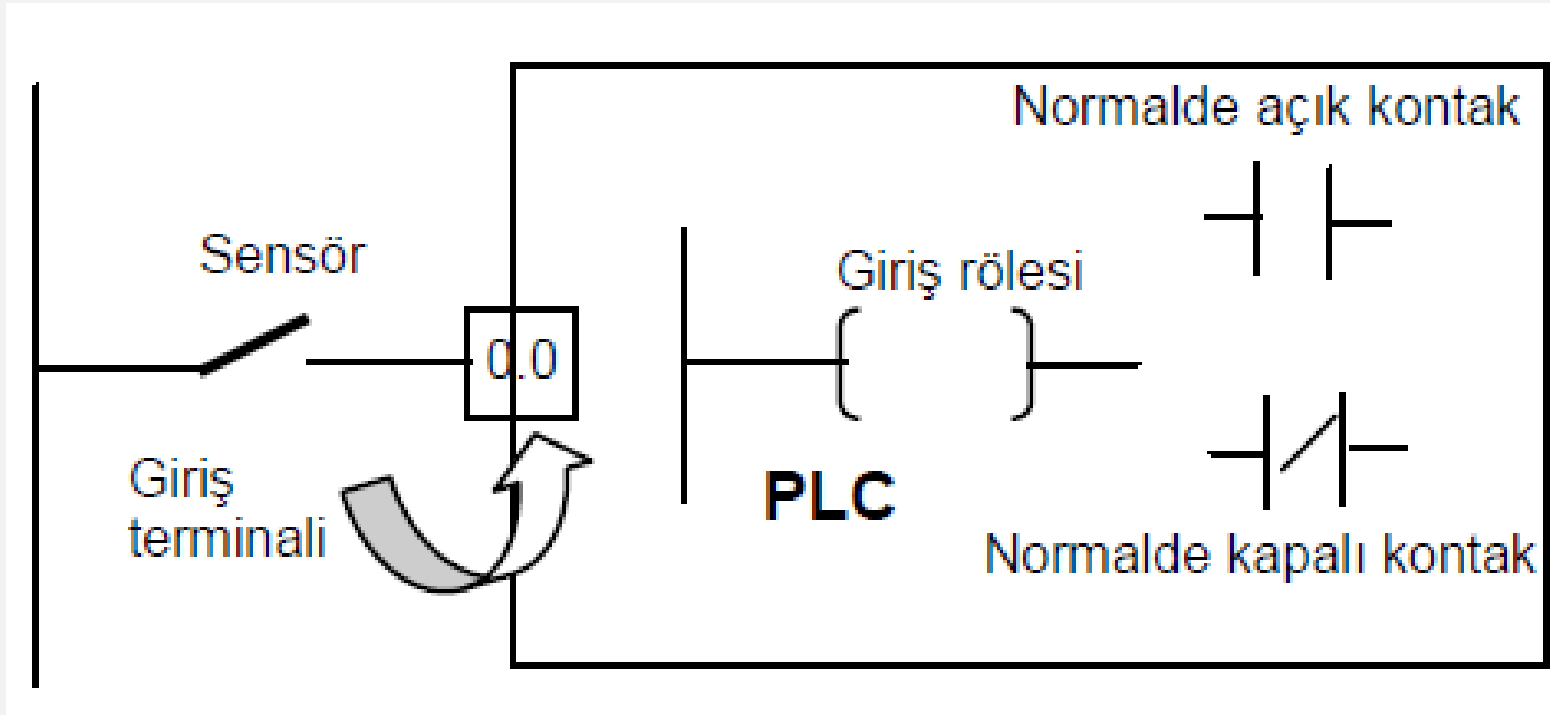 Normalde açık kontak
Sensör
Giriş rölesi
0.0
Giriş
terminali
PLC
Normalde kapalı kontak